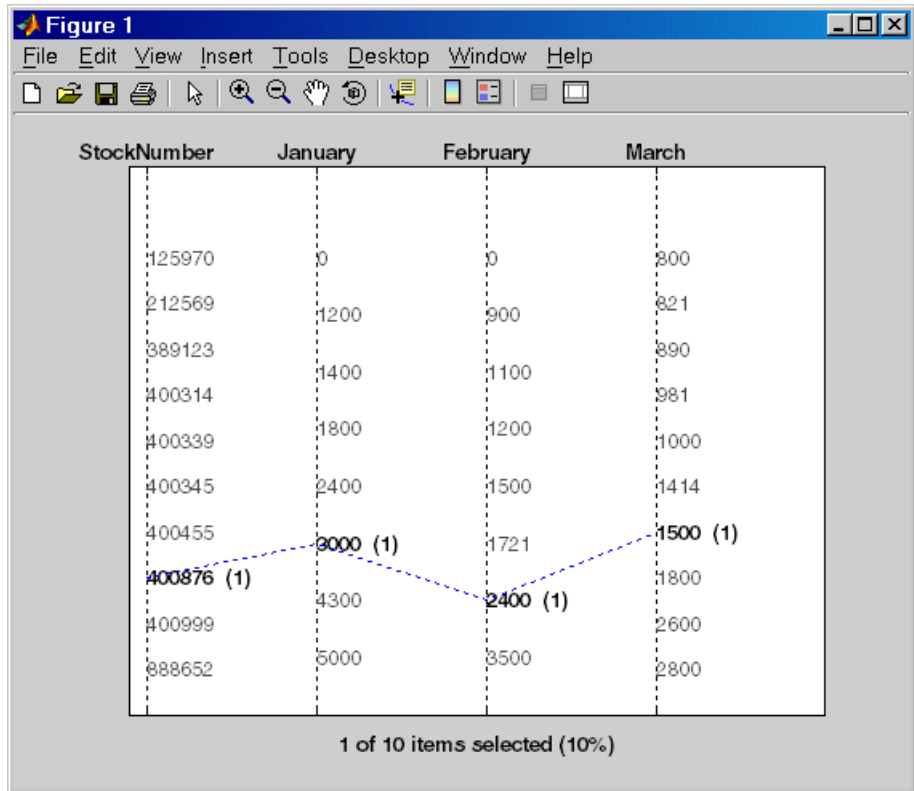 Figure 1
File Edit View Insert Tools Desktop Window Help
StockNumber January February March
125970 0 0 800
212569 1200 900 821
389123 1400 1100 890
400314 1800 1200 981
400339 2400 1500 1000
400345 3000 (1) 1721 1414
400455 4300 2400 (1) 1500 (1)
400876 (1) 5000 3500 1800
400999 2600
888652 2800
1 of 10 items selected (10%)